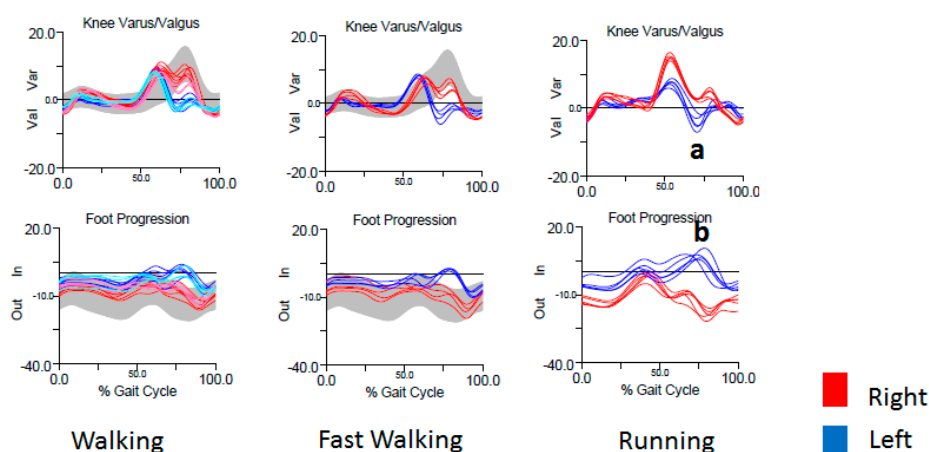 Knee Varus/Valgus
20.0
Var
0.0
Val
-20.0
0.0
50.0
100.0
Knee Varus/Valgus
20.0
Var
0.0
Val
-20.0
0.0
50.0
100.0
Running
20.0
Var
0.0
Val
a
-20.0
0.0
50.0
100.0
Foot Progression
20.0
In
-10.0
Out
-40.0
0.0
50.0
100.0
% Gait Cycle
Foot Progression
20.0
In
-10.0
Out
-40.0
0.0
50.0
100.0
% Gait Cycle
Foot Progression
b
20.0
In
-10.0
Out
-40.0
0.0
50.0
100.0
% Gait Cycle
Walking
Fast Walking
Running
Right
Left